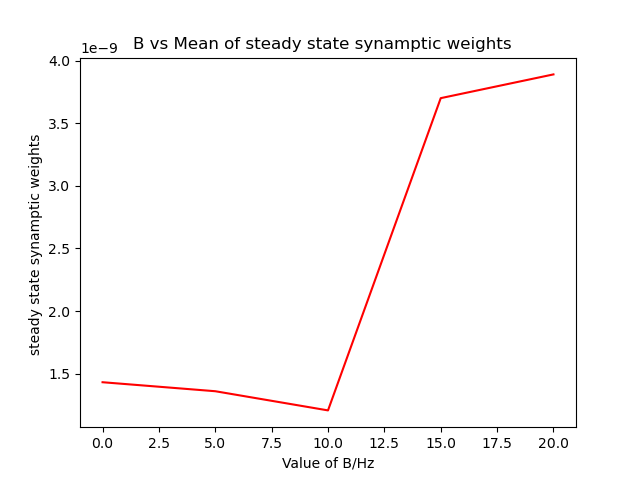 B vs Mean of steady state synamptic weights
1e−9
4.0
3.5
3.0
2.5
2.0
1.5
steady state synamptic weights
0.0 2.5 5.0 7.5 10.0 12.5 15.0 17.5 20.0
Value of B/Hz